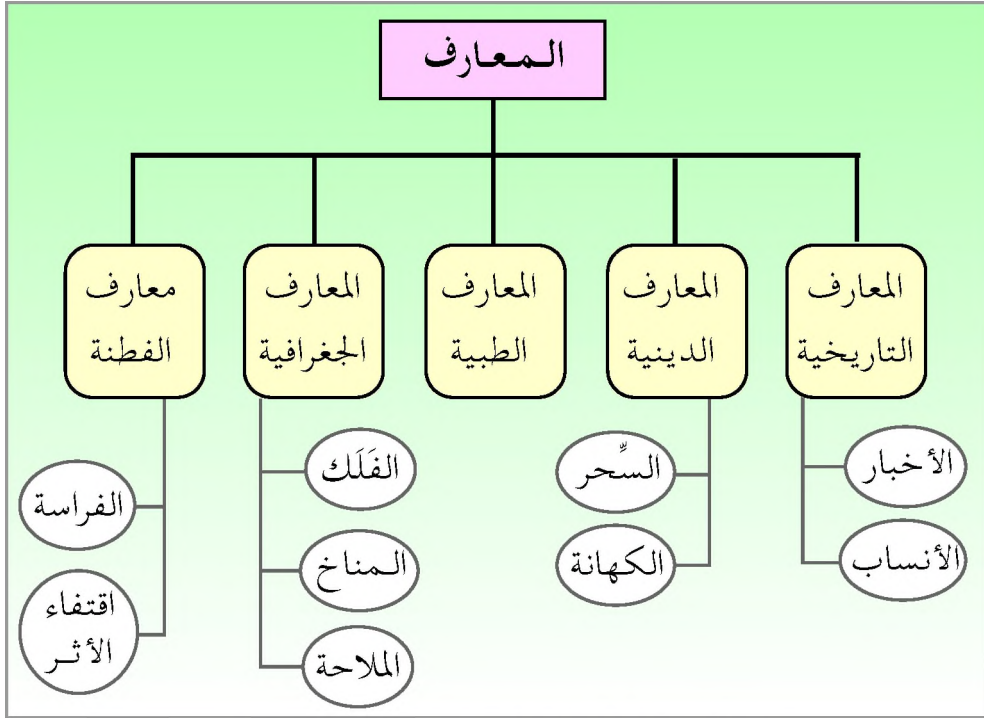 المعارف
المعارف
التاريخية
المعارف
الدينية
المعارف
الطبية
المعارف
الجغرافية
معارف
الفطنة
الأخبار
الأنساب
السِّحر
الكهانة
الفَلَك
المناخ
الملاحة
الفراسة
اقتفاء
الأثر